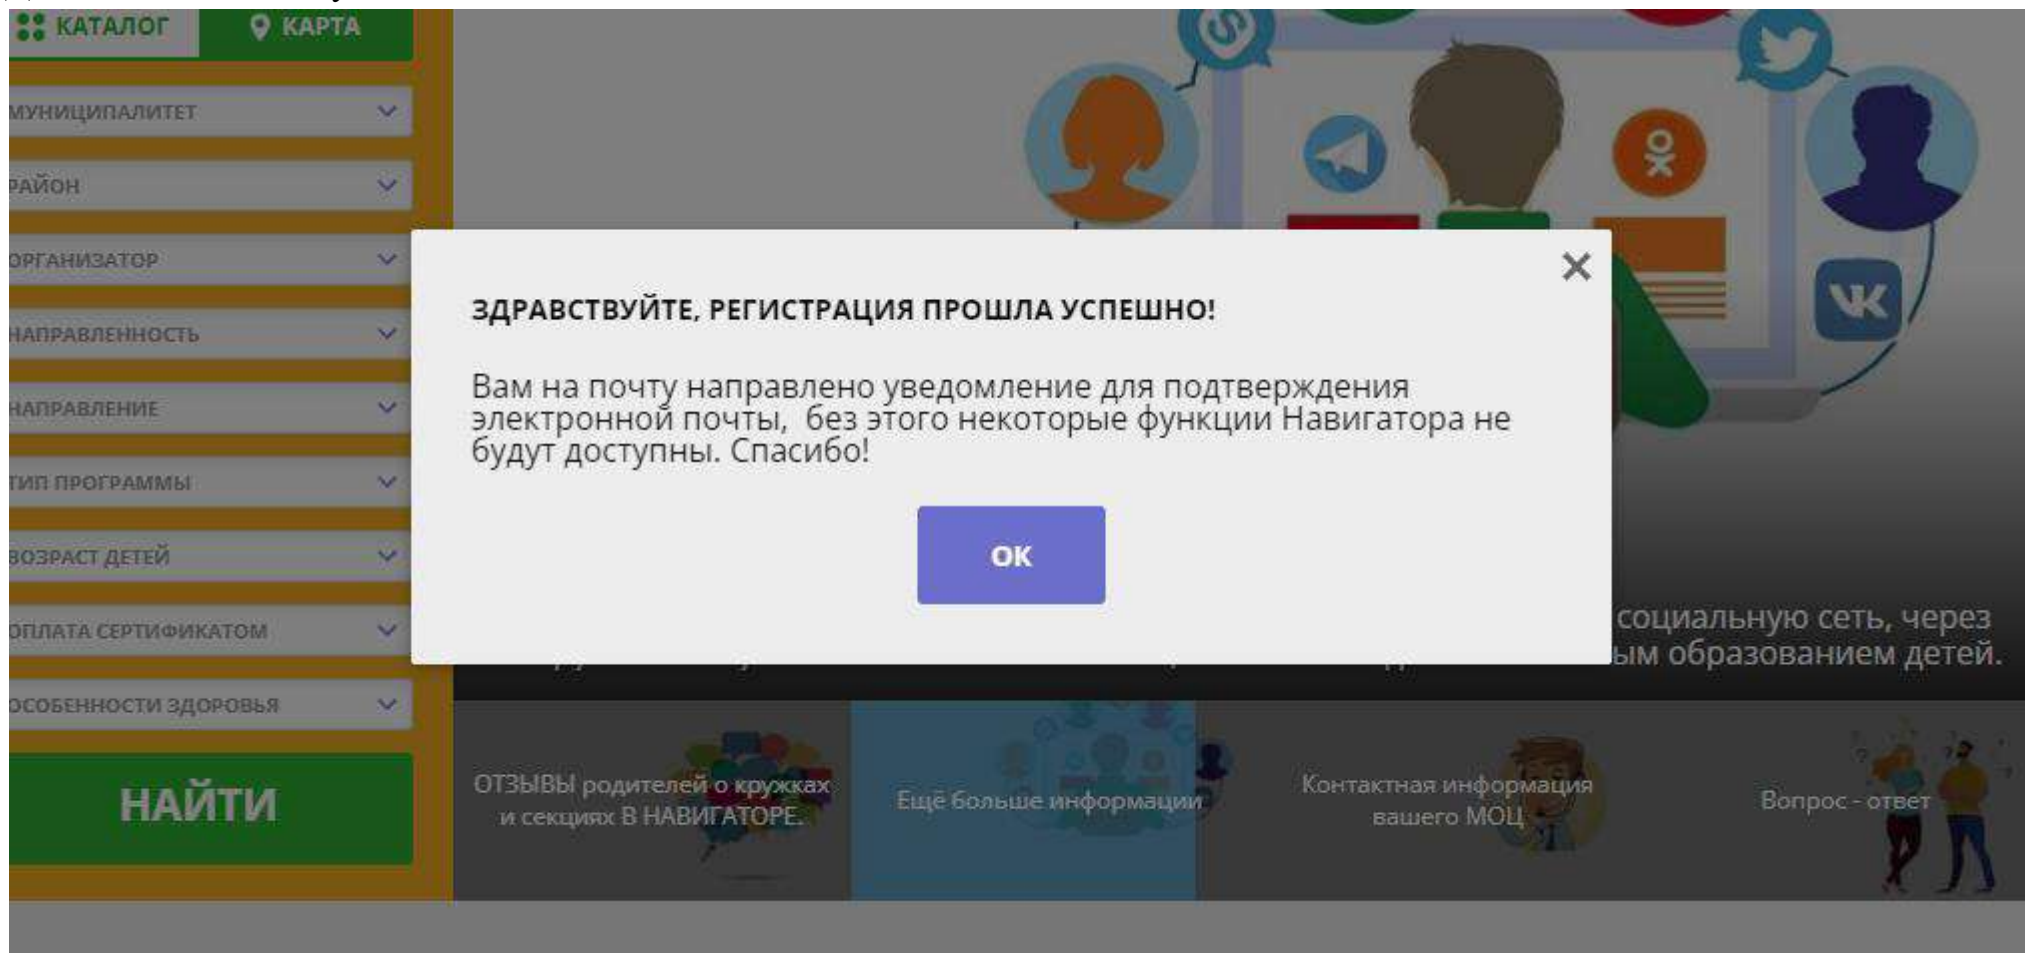 КАТАЛОГ
КАРТА
МУНИЦИПАЛИТЕТ
РАЙОН
ОРГАНИЗАТОР
НАПРАВЛЕННОСТЬ
НАПРАВЛЕНИЕ
ТИП ПРОГРАММЫ
ВОЗРАСТ ДЕТЕЙ
ОПЛАТА СЕРТИФИКАТОМ
ОСОБЕННОСТИ ЗДОРОВЬЯ
НАЙТИ
ЗДРАВСТВУЙТЕ, РЕГИСТРАЦИЯ ПРОШЛА УСПЕШНО!
Вам на почту направлено уведомление для подтверждения
электронной почты, без этого некоторые функции Навигатора не
будут доступны. Спасибо!
ОК
социальную сеть, через
ым образованием детей.
ОТЗЫВЫ родителей о кружках
и секциях В НАВИГАТОРЕ.
Ещё больше информации
Контактная информация
вашего МОЦ
Вопрос - ответ